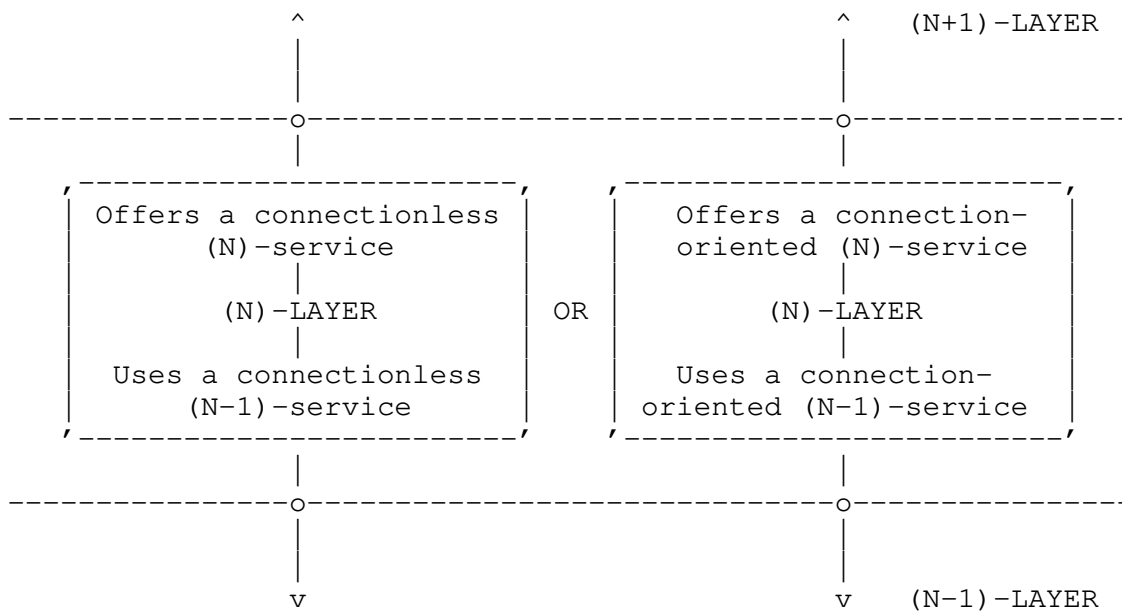 (N+1)-LAYER
Offers a connectionless
(N)-service
(N)-LAYER
Uses a connectionless
(N-1)-service
OR
Offers a connection-
oriented (N)-service
(N)-LAYER
Uses a connection-
oriented (N-1)-service
(N-1)-LAYER